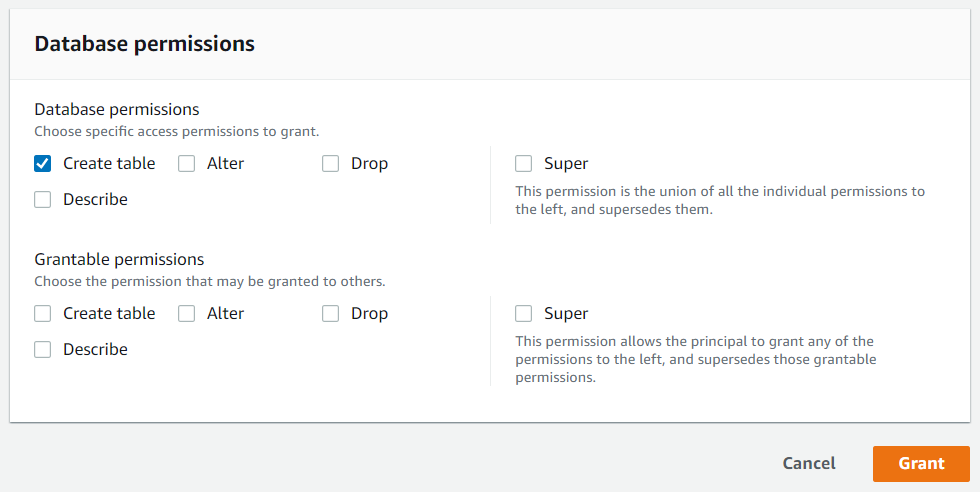 Database permissions
Database permissions
Choose specific access permissions to grant.
Create table Alter Drop Super
This permission is the union of all the individual permissions to
the left, and supersedes them.
Describe
Grantable permissions
Choose the permission that may be granted to others.
Create table Alter Drop Super
This permission allows the principal to grant any of the
permissions to the left, and supersedes those grantable
permissions.
Describe
Cancel Grant